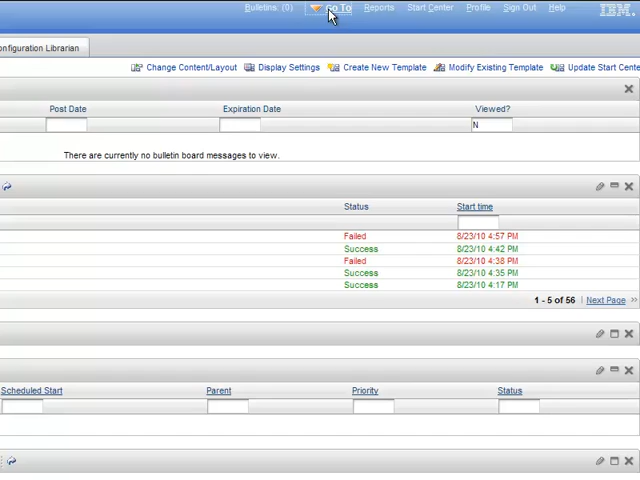 Bulletins: (0) Go To Reports Start Center Profile Sign Out Help IBM.
onfiguration Librarian
Change Content/Layout Display Settings Create New Template Modify Existing Template Update Start Cente
Post Date Expiration Date Viewed?
N
There are currently no bulletin board messages to view.
Status Start time
Failed 8/23/10 4:57 PM
Success 8/23/10 4:42 PM
Failed 8/23/10 4:38 PM
Success 8/23/10 4:35 PM
Success 8/23/10 4:17 PM
1 - 5 of 56 Next Page
Scheduled Start Parent Priority Status